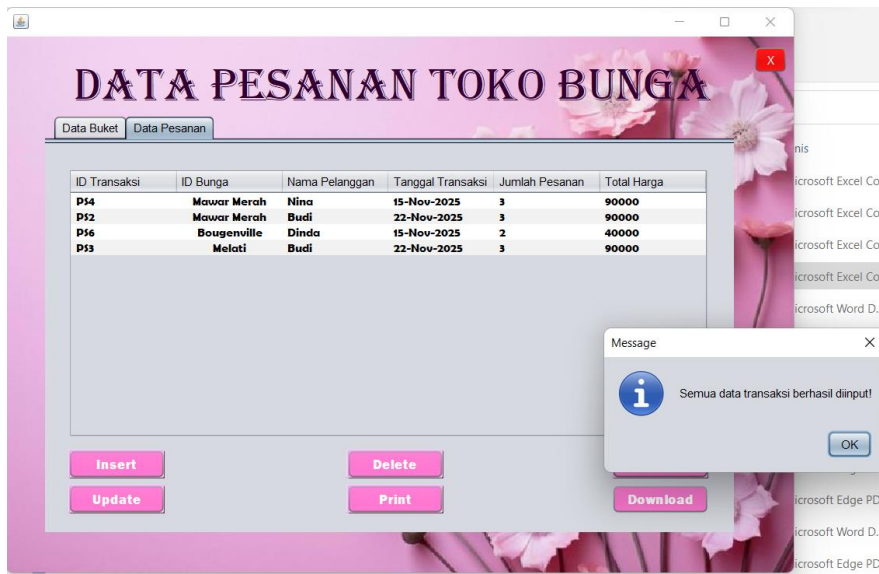 DATA PESANAN TOKO BUNGA
X
Data Buket Data Pesanan
ID Transaksi ID Bunga Nama Pelanggan Tanggal Transaksi Jumlah Pesanan Total Harga
PS4 Mawar Merah Nina 15-Nov-2025 3 90000
PS2 Mawar Merah Budi 22-Nov-2025 3 90000
PS6 Bougenville Dinda 15-Nov-2025 2 40000
PS3 Melati Budi 22-Nov-2025 3 90000
Message
Semua data transaksi berhasil diinput!
OK
Insert Delete
Update Print Download
nis
icrosoft Excel Co
icrosoft Excel Co
icrosoft Excel Co
icrosoft Excel Co
icrosoft Word D.
icrosoft Edge PD
icrosoft Word D.
icrosoft Edge PD